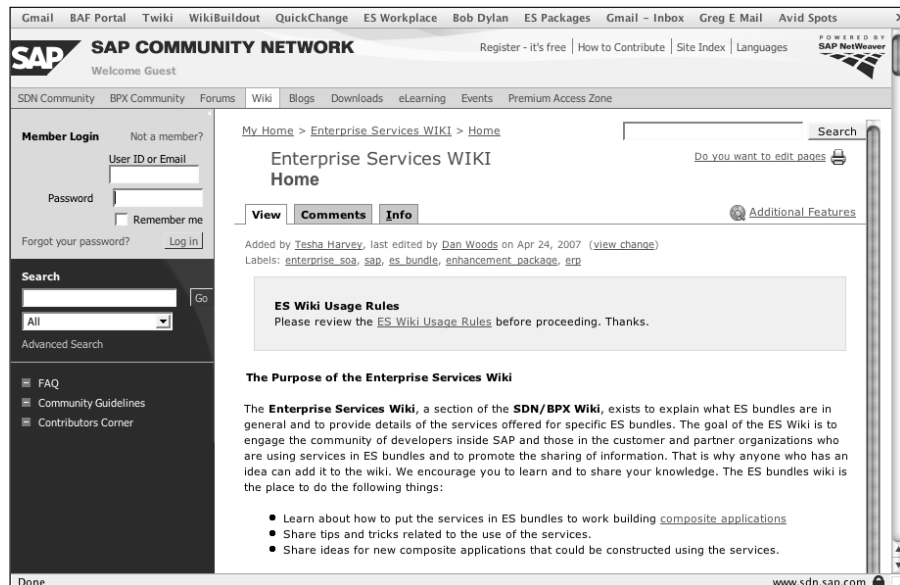 Gmail BAF Portal Twiki WikiBuildout QuickChange ES Workplace Bob Dylan ES Packages Gmail – Inbox Greg E Mail Avid Spots
SAP SAP COMMUNITY NETWORK
Welcome Guest
Register - it's free | How to Contribute | Site Index | Languages
POWERED BY
SAP NetWeaver
SDN Community BPX Community Forums Wiki Blogs Downloads eLearning Events Premium Access Zone
Member Login Not a member?
User ID or Email
Password
Remember me
Forgot your password? Log in
Search
Go
All
Advanced Search
FAQ
Community Guidelines
Contributors Corner
My Home > Enterprise Services WIKI > Home
Search
Enterprise Services WIKI
Home
Do you want to edit pages
View Comments Info
Additional Features
Added by Tesha Harvey, last edited by Dan Woods on Apr 24, 2007 (view change)
Labels: enterprise_soa, sap, es_bundle, enhancement_package, erp
ES Wiki Usage Rules
Please review the ES Wiki Usage Rules before proceeding. Thanks.
The Purpose of the Enterprise Services Wiki
The Enterprise Services Wiki, a section of the SDN/BPX Wiki, exists to explain what ES bundles are in
general and to provide details of the services offered for specific ES bundles. The goal of the ES Wiki is to
engage the community of developers inside SAP and those in the customer and partner organizations who
are using services in ES bundles and to promote the sharing of information. That is why anyone who has an
idea can add it to the wiki. We encourage you to learn and to share your knowledge. The ES bundles wiki is
the place to do the following things:
• Learn about how to put the services in ES bundles to work building composite applications
• Share tips and tricks related to the use of the services.
• Share ideas for new composite applications that could be constructed using the services.
Done
www.sdn.sap.com